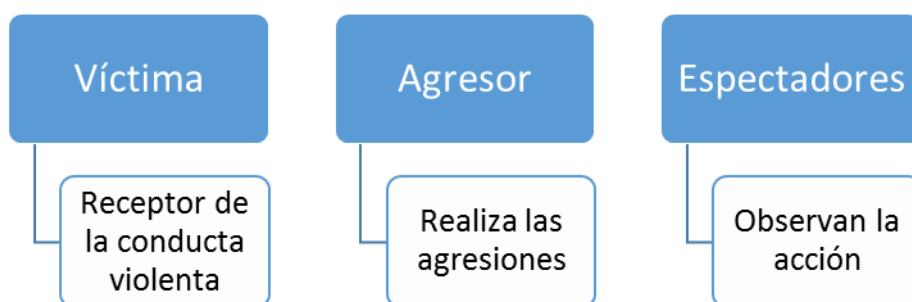 Víctima
Receptor de
la conducta
violenta
Agresor
Realiza las
agresiones
Espectadores
Observan la
acción